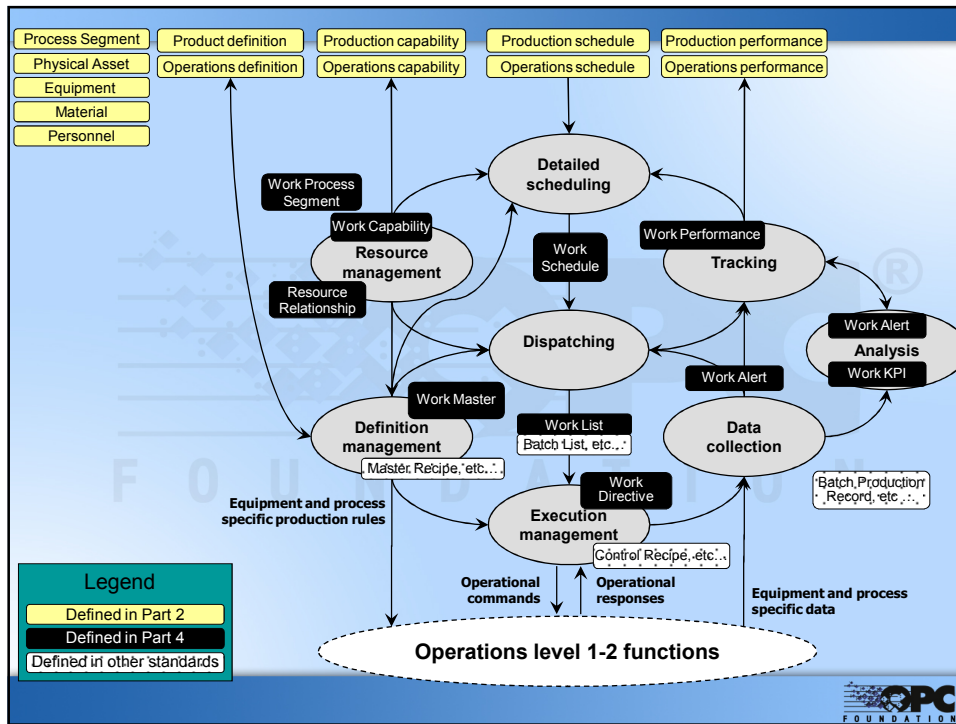 Process Segment
Physical Asset
Equipment
Material
Personnel
Product definition
Operations definition
Production capability
Operations capability
Production schedule
Operations schedule
Production performance
Operations performance
Detailed
scheduling
Work Process
Segment
Work Capability
Resource
management
Resource
Relationship
Work
Schedule
Work Performance
Tracking
®
Dispatching
Work Alert
Analysis
Work KPI
Work Alert
Work Master
Definition
management
Master Recipe, etc...
Work List
Batch List, etc...
Data
collection
Batch Production
Record, etc ...
Work
Directive
Execution
management
Control Recipe, etc...
FOUNDATION
Equipment and process
specific production rules
Operational
commands
Operational
responses
Equipment and process
specific data
Operations level 1-2 functions
Legend
Defined in Part 2
Defined in Part 4
Defined in other standards
OPC
FOUNDATION